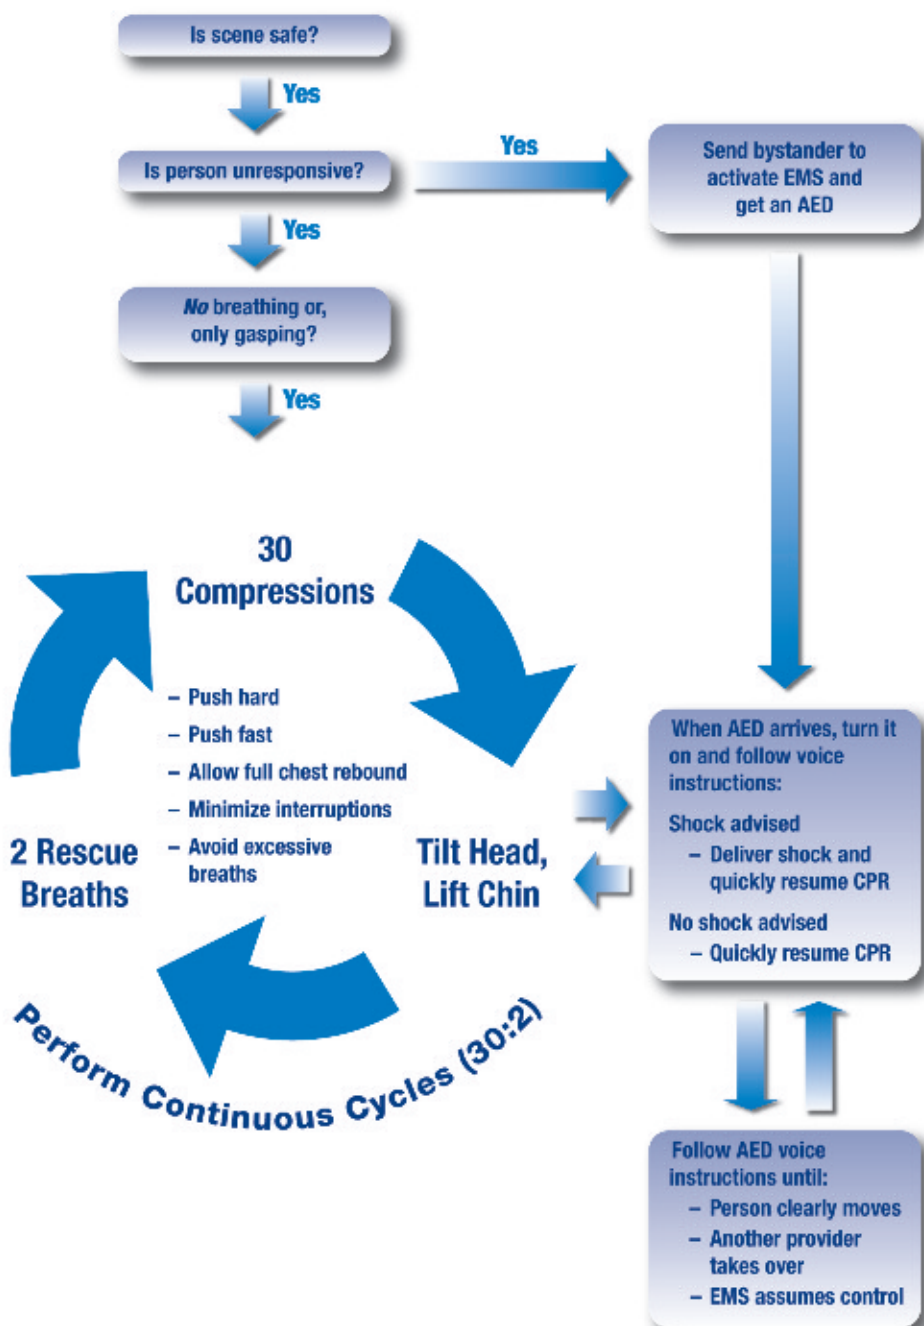 Is scene safe?
Yes
Is person unresponsive?
Yes
Send bystander to
activate EMS and
get an AED
Yes
No breathing or,
only gasping?
Yes
30
Compressions
– Push hard
– Push fast
– Allow full chest rebound
– Minimize interruptions
– Avoid excessive
breaths
Tilt Head,
Lift Chin
2 Rescue
Breaths
Perform Continuous Cycles (30:2)
When AED arrives, turn it
on and follow voice
instructions:
Shock advised
– Deliver shock and
quickly resume CPR
No shock advised
– Quickly resume CPR
Follow AED voice
instructions until:
– Person clearly moves
– Another provider
takes over
– EMS assumes control